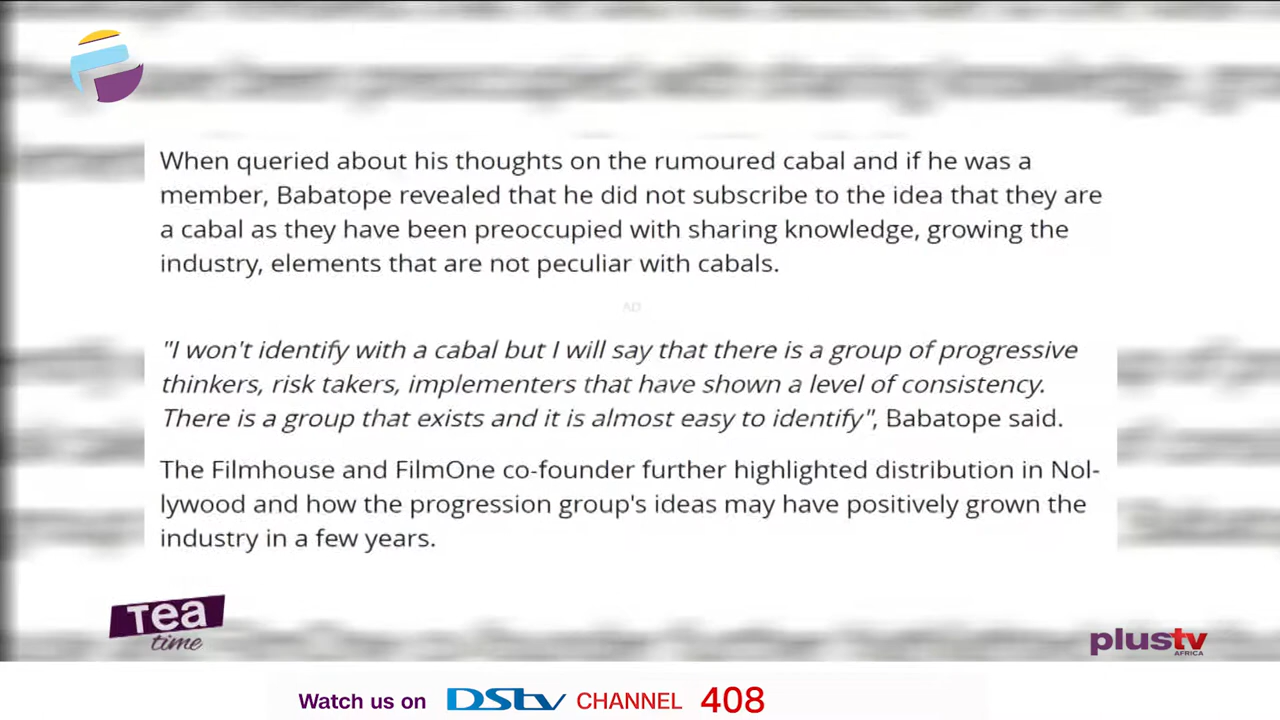 When queried about his thoughts on the rumoured cabal and if he was a
member, Babatope revealed that he did not subscribe to the idea that they are
a cabal as they have been preoccupied with sharing knowledge, growing the
industry, elements that are not peculiar with cabals.
AD
"I won't identify with a cabal but I will say that there is a group of progressive
thinkers, risk takers, implementers that have shown a level of consistency.
There is a group that exists and it is almost easy to identify", Babatope said.
The Filmhouse and FilmOne co-founder further highlighted distribution in Nol-
lywood and how the progression group's ideas may have positively grown the
industry in a few years.
Tea
time
plustv
AFRICA
Watch us on DStv CHANNEL 408